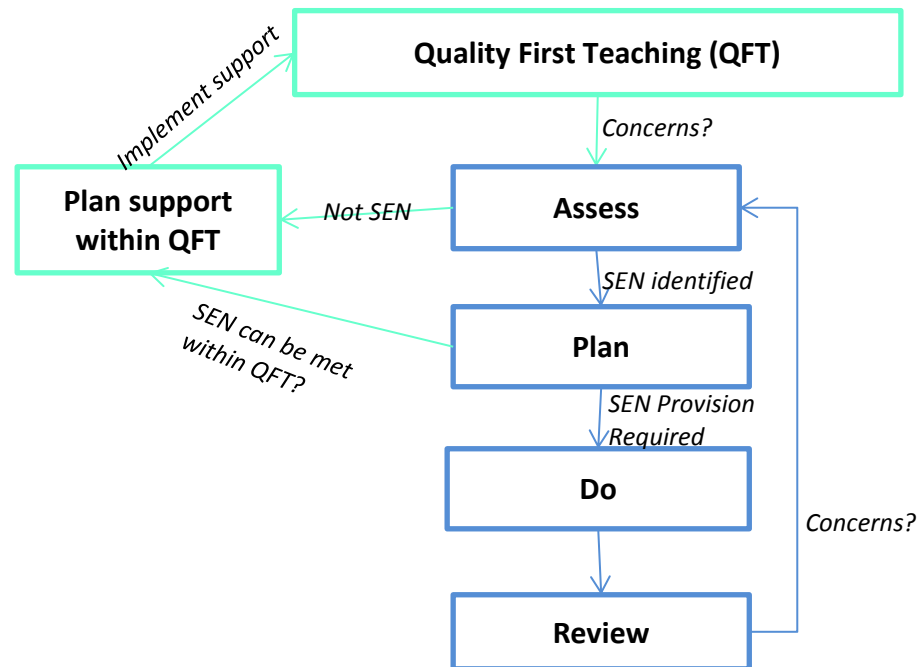 Quality First Teaching (QFT)
Implement support
Concerns?
Plan support
within QFT
Not SEN
Assess
SEN identified
SEN can be met
within QFT?
Plan
SEN Provision
Required
Do
Concerns?
Review